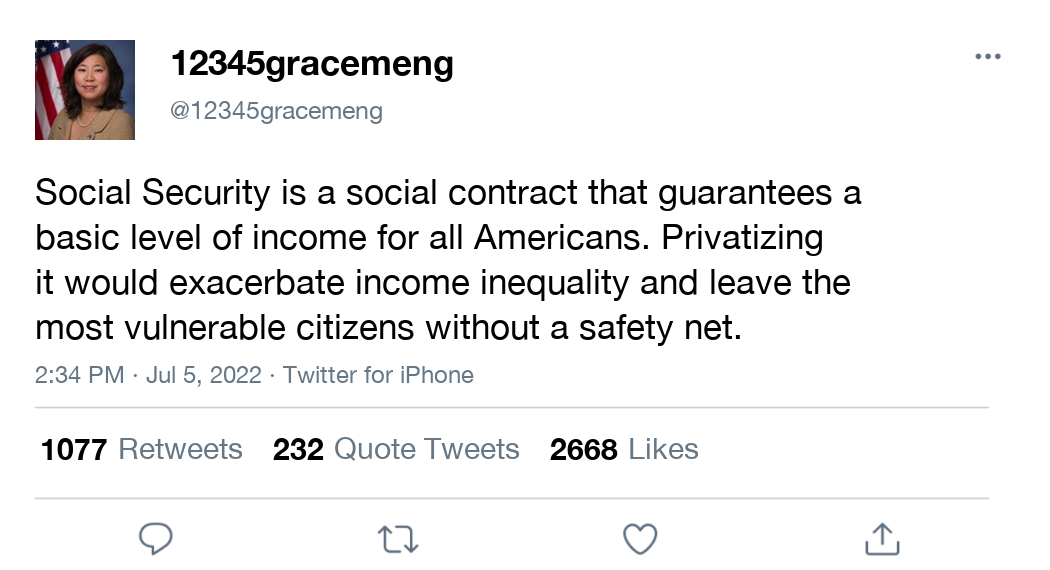 12345gracemeng
@12345gracemeng
Social Security is a social contract that guarantees a
basic level of income for all Americans. Privatizing
it would exacerbate income inequality and leave the
most vulnerable citizens without a safety net.
2:34 PM · Jul 5, 2022 · Twitter for iPhone
1077 Retweets 232 Quote Tweets 2668 Likes